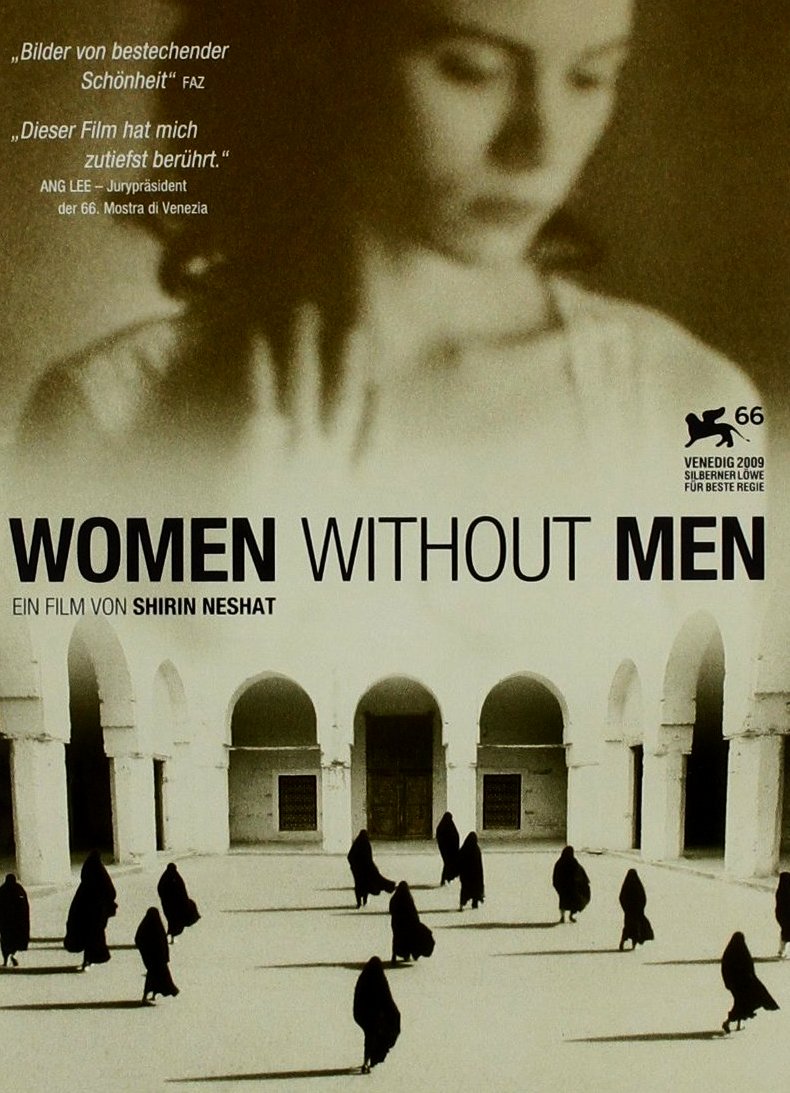 „Bilder von bestechender
Schönheit“ FAZ
„Dieser Film hat mich
zutiefst berührt.“
ANG LEE – Jurypräsident
der 66. Mostra di Venezia
66
VENEDIG 2009
SILBERNER LÖWE
FÜR BESTE REGIE
WOMEN WITHOUT MEN
EIN FILM VON SHIRIN NESHAT